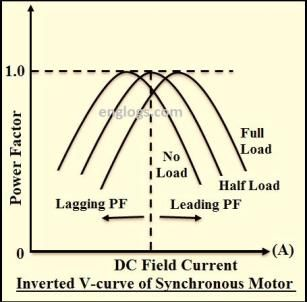 1.0
englogs.com
Power Factor
Full
Load
No
Load
Half Load
Lagging PF
Leading PF
0
(A)
DC Field Current
Inverted V-curve of Synchronous Motor